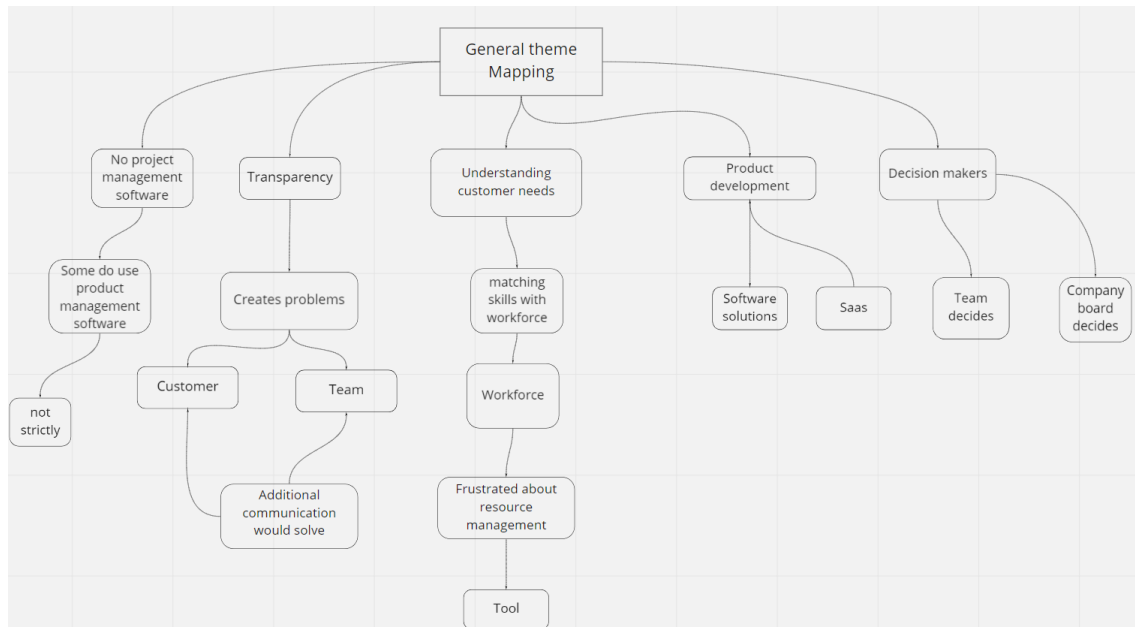 General theme
Mapping
No project
management
software
Transparency
Understanding
customer needs
Product
development
Decision makers
Some do use
product
management
software
Creates problems
matching
skills with
workforce
Software
solutions
Saas
Team
decides
Company
board
decides
not
strictly
Customer
Team
Workforce
Additional
communication
would solve
Frustrated about
resource
management
Tool